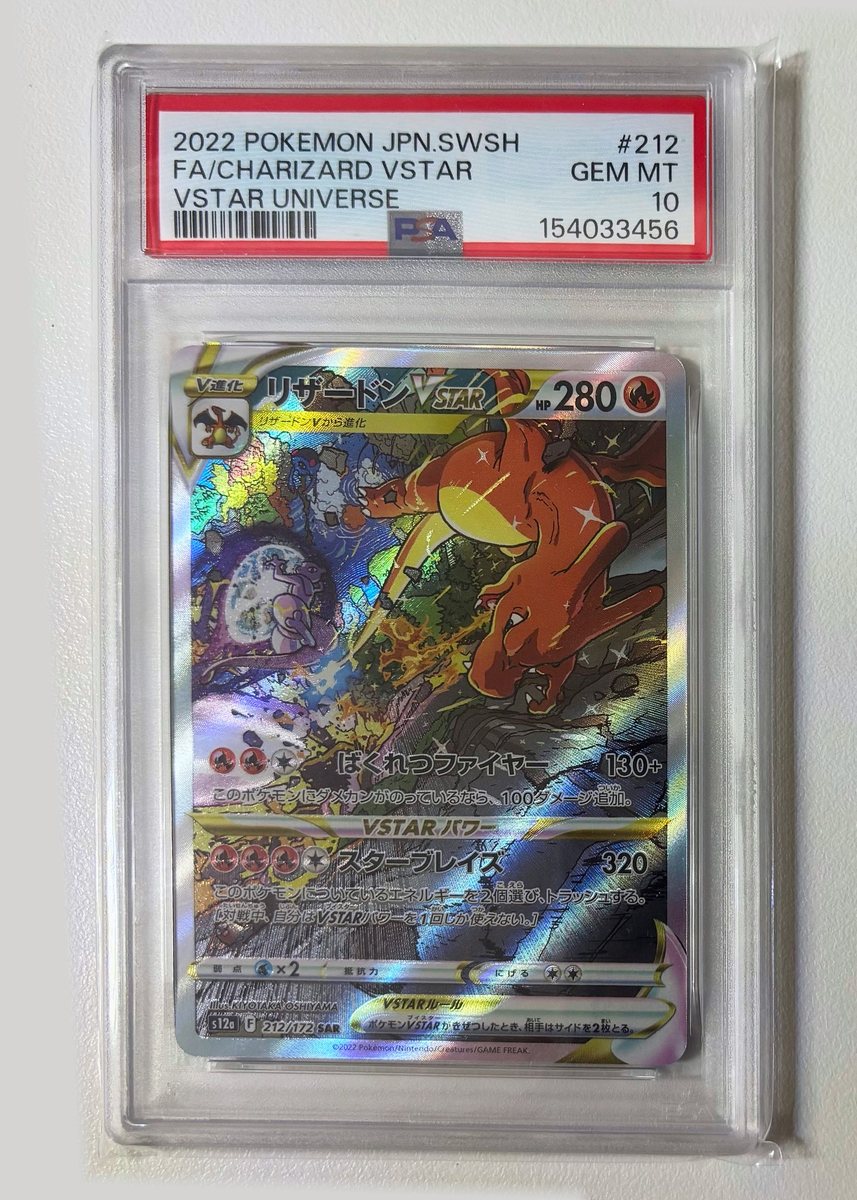 2022 POKEMON JPN.SWSH #212
FA/CHARIZARD VSTAR GEM MT
VSTAR UNIVERSE 10
PSA 154033456
V進化 リザードンVSTAR HP 280
リザードンVから進化
ばくれつファイヤー 130+
このポケモンにダメカンがのっているなら、100ダメージ追加。
VSTARパワー
スターブレイズ 320
このポケモンについているエネルギーを2個選び、トラッシュする。
[対戦中、自分はVSTARパワーを1回しか使えない。]
弱点 ×2 抵抗力 にげる
Illus. KIYOTAKA OSHIYAMA VSTARルール
s12a F 212/172 SAR ポケモンVSTARがきぜつしたとき、相手はサイドを2枚とる。
©2022 Pokémon/Nintendo/Creatures/GAME FREAK.